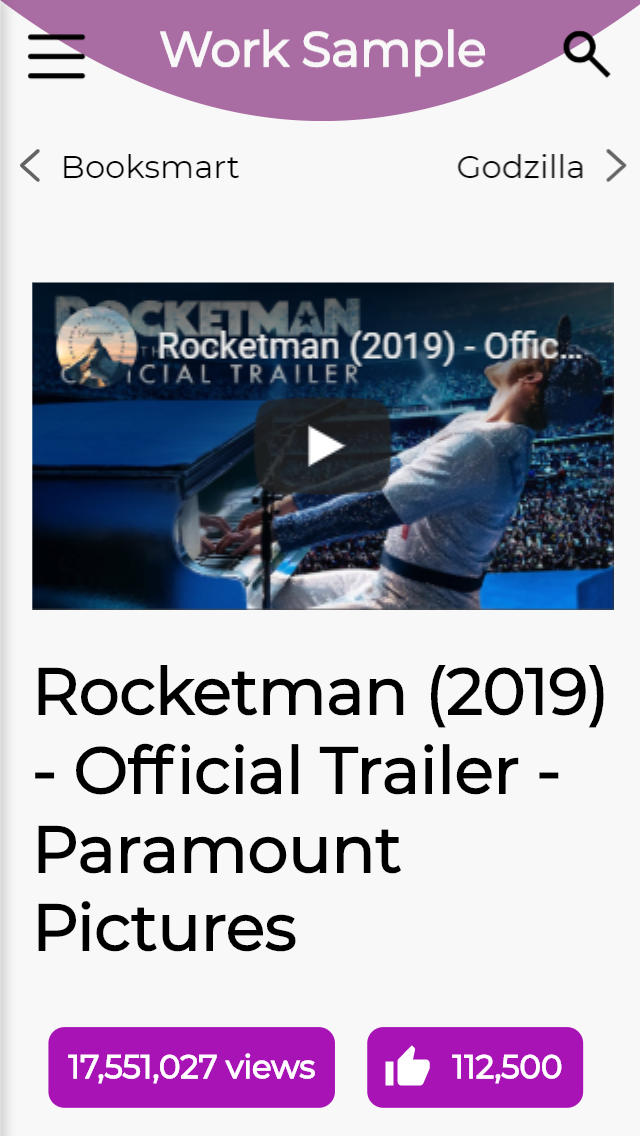 Work Sample
Booksmart
Godzilla
ROCKETMAN
Rocketman (2019) - Offic...
OFFICIAL TRAILER
Rocketman (2019)
- Official Trailer -
Paramount
Pictures
17,551,027 views
112,500